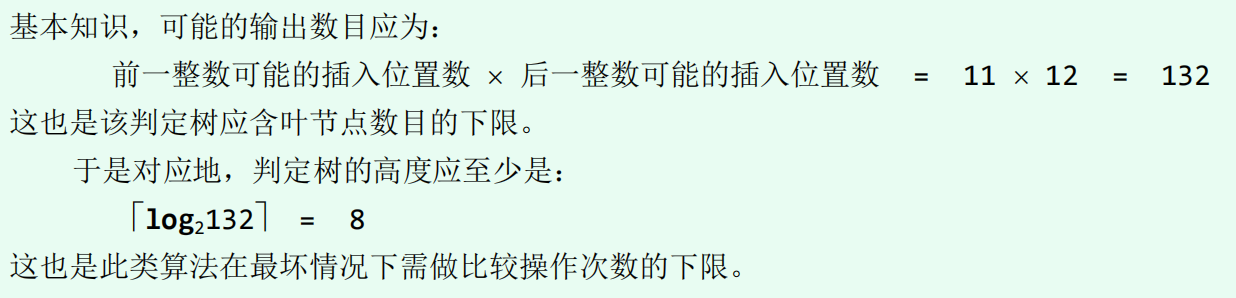 基本知识，可能的输出数目应为：
前一整数可能的插入位置数 × 后一整数可能的插入位置数 = 11 × 12 = 132
这也是该判定树应含叶节点数目的下限。
于是对应地，判定树的高度应至少是：
⌈log₂132⌉ = 8
这也是此类算法在最坏情况下需做比较操作次数的下限。